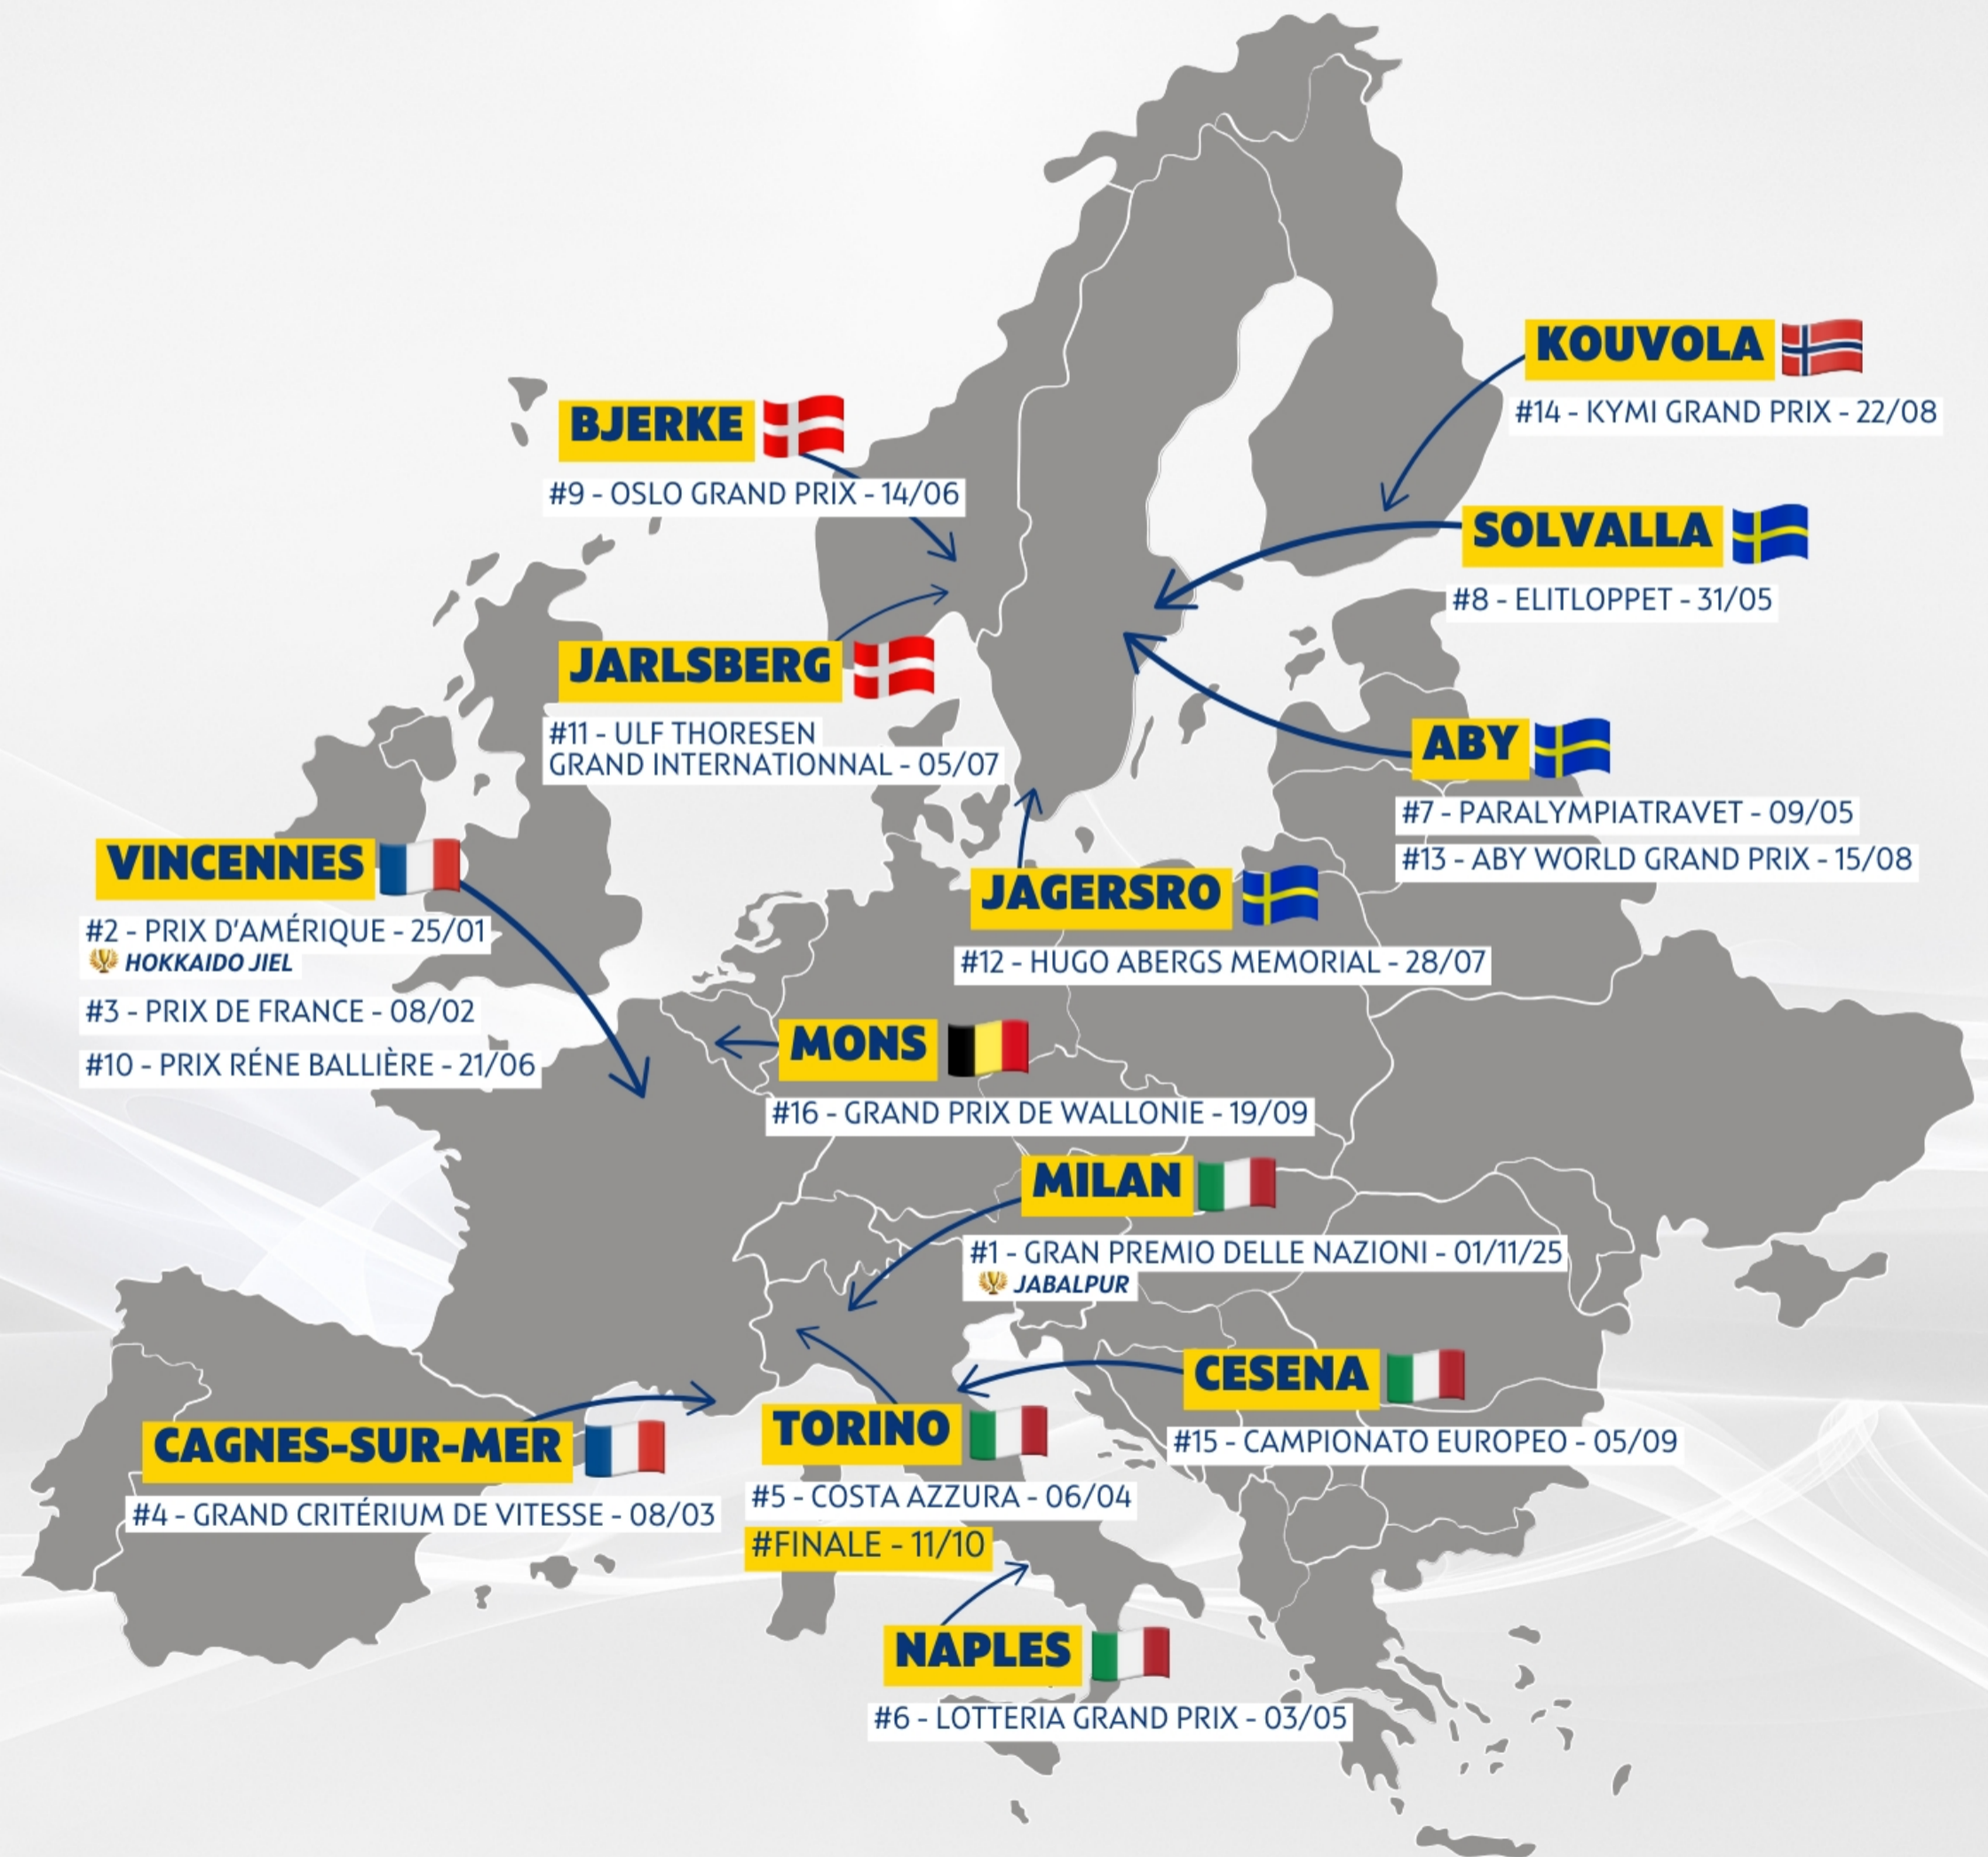 KOUVOLA
#14 - KYMI GRAND PRIX - 22/08
BJERKE
#9 - OSLO GRAND PRIX - 14/06
SOLVALLA
#8 - ELITLOPPET - 31/05
JARLSBERG
#11 - ULF THORESEN
GRAND INTERNATIONNAL - 05/07
ABY
#7 - PARALYMPIATRAVET - 09/05
#13 - ABY WORLD GRAND PRIX - 15/08
VINCENNES
#2 - PRIX D'AMÉRIQUE - 25/01
HOKKAIDO JIEL
#3 - PRIX DE FRANCE - 08/02
#10 - PRIX RÉNE BALLIÈRE - 21/06
JAGERSRO
#12 - HUGO ABERGS MEMORIAL - 28/07
MONS
#16 - GRAND PRIX DE WALLONIE - 19/09
MILAN
#1 - GRAN PREMIO DELLE NAZIONI - 01/11/25
JABALPUR
CESENA
#15 - CAMPIONATO EUROPEO - 05/09
CAGNES-SUR-MER
#4 - GRAND CRITÉRIUM DE VITESSE - 08/03
TORINO
#5 - COSTA AZZURA - 06/04
#FINALE - 11/10
NAPLES
#6 - LOTTERIA GRAND PRIX - 03/05